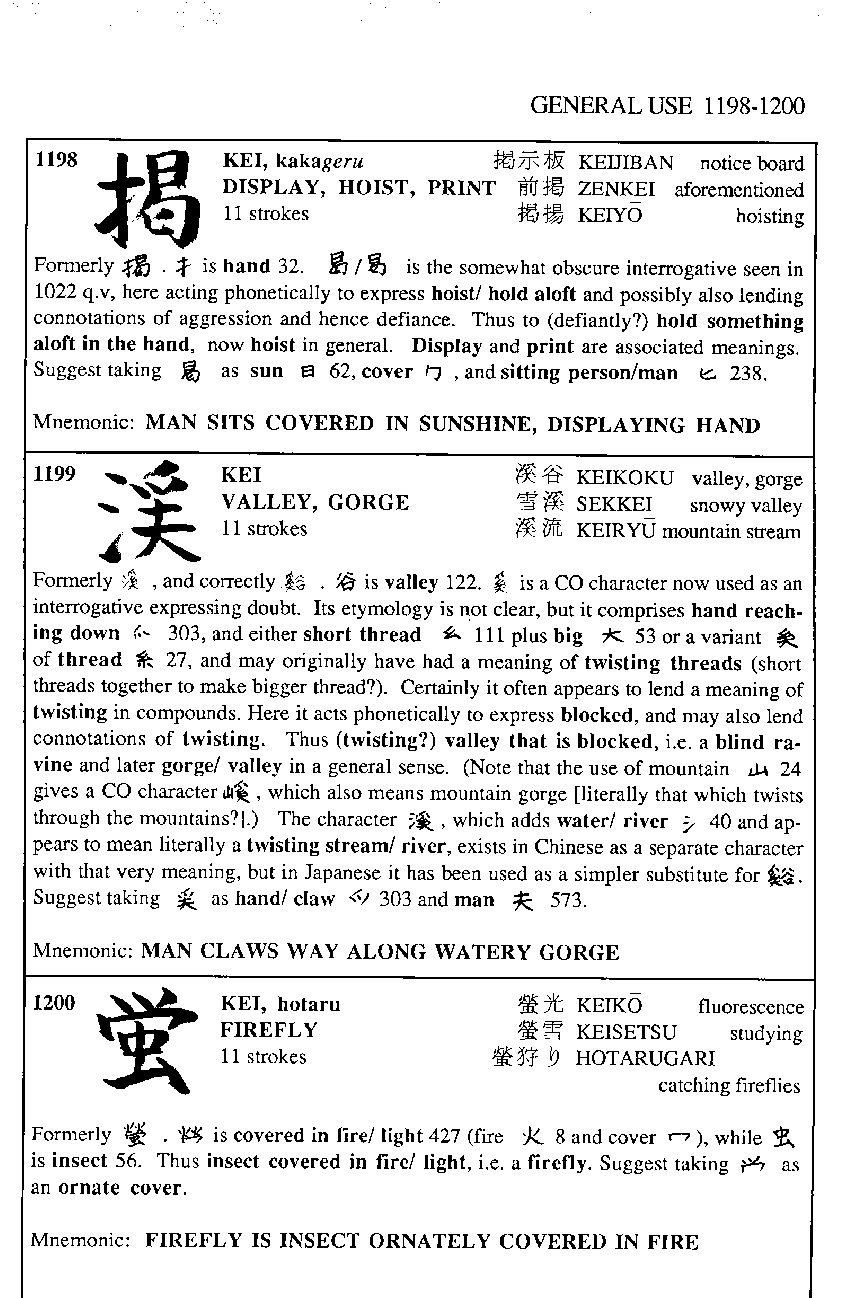 GENERAL USE 1198-1200
1198 掲 KEI, kakageru 掲示板 KEIJIBAN notice board
DISPLAY, HOIST, PRINT 前掲 ZENKEI aforementioned
11 strokes 掲揚 KEIYŌ hoisting
Formerly 揭 . 扌 is hand 32. 曷/ is the somewhat obscure interrogative seen in
1022 q.v, here acting phonetically to express hoist/ hold aloft and possibly also lending
connotations of aggression and hence defiance. Thus to (defiantly?) hold something
aloft in the hand, now hoist in general. Display and print are associated meanings.
Suggest taking as sun 日 62, cover 勹 , and sitting person/man 匕 238.
Mnemonic: MAN SITS COVERED IN SUNSHINE, DISPLAYING HAND
1199 渓 KEI 渓谷 KEIKOKU valley, gorge
VALLEY, GORGE 雪渓 SEKKEI snowy valley
11 strokes 渓流 KEIRYŪ mountain stream
Formerly 溪 , and correctly 谿 . 谷 is valley 122. 奚 is a CO character now used as an
interrogative expressing doubt. Its etymology is not clear, but it comprises hand reach-
ing down 爫 303, and either short thread 幺 111 plus big 大 53 or a variant
of thread 糸 27, and may originally have had a meaning of twisting threads (short
threads together to make bigger thread?). Certainly it often appears to lend a meaning of
twisting in compounds. Here it acts phonetically to express blocked, and may also lend
connotations of twisting. Thus (twisting?) valley that is blocked, i.e. a blind ra-
vine and later gorge/ valley in a general sense. (Note that the use of mountain 山 24
gives a CO character 嵠 , which also means mountain gorge [literally that which twists
through the mountains?].) The character 溪 , which adds water/ river 氵 40 and ap-
pears to mean literally a twisting stream/ river, exists in Chinese as a separate character
with that very meaning, but in Japanese it has been used as a simpler substitute for 谿.
Suggest taking as hand/ claw 爫 303 and man 夫 573.
Mnemonic: MAN CLAWS WAY ALONG WATERY GORGE
1200 蛍 KEI, hotaru 螢光 KEIKŌ fluorescence
FIREFLY 螢雪 KEISETSU studying
11 strokes 螢狩り HOTARUGARI
catching fireflies
Formerly 螢 . is covered in fire/ light 427 (fire 火 8 and cover 冖 ), while 虫
is insect 56. Thus insect covered in fire/ light, i.e. a firefly. Suggest taking as
an ornate cover.
Mnemonic: FIREFLY IS INSECT ORNATELY COVERED IN FIRE